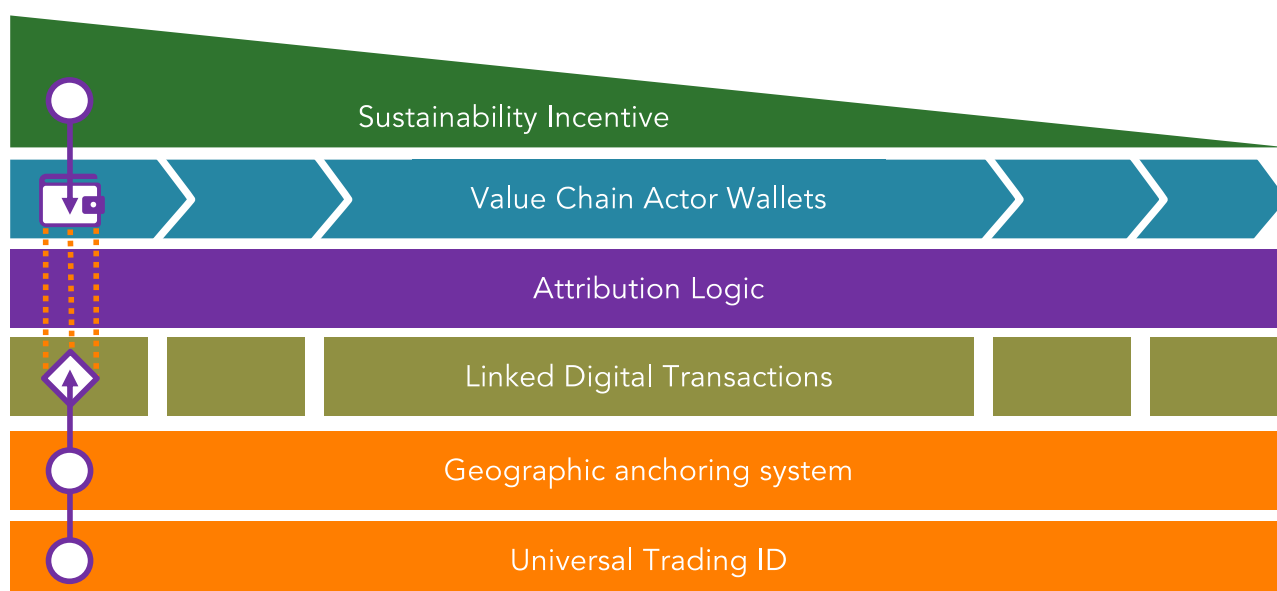 Sustainability Incentive
Value Chain Actor Wallets
Attribution Logic
Linked Digital Transactions
Geographic anchoring system
Universal Trading ID